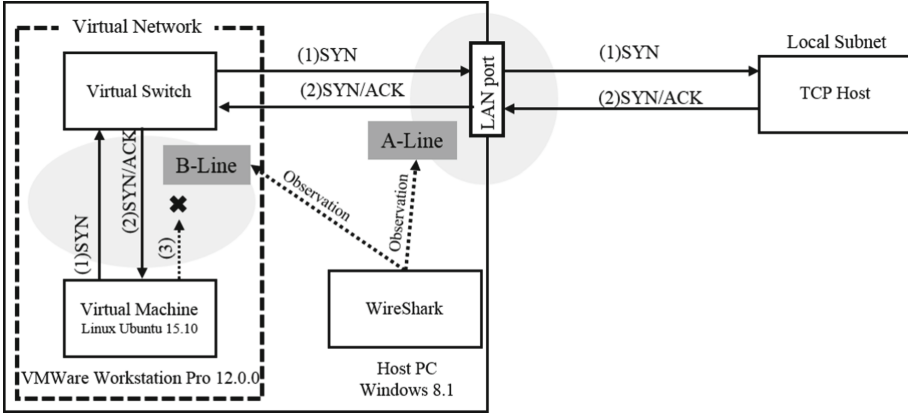 Virtual Network
Virtual Switch
(1)SYN
(2)SYN/ACK
LAN port
(1)SYN
(2)SYN/ACK
Local Subnet
TCP Host
A-Line
B-Line
(1)SYN
(2)SYN/ACK
(3)
Observation
Observation
Virtual Machine
Linux Ubuntu 15.10
WireShark
VMWare Workstation Pro 12.0.0
Host PC
Windows 8.1